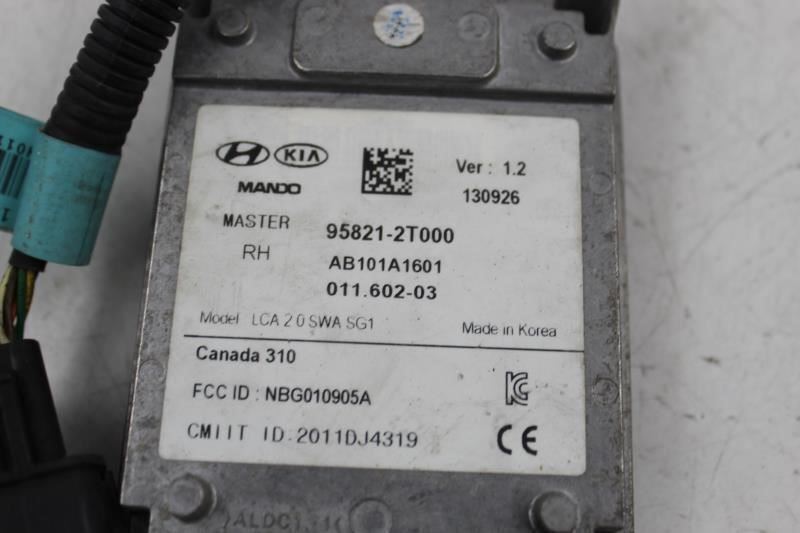 KIA
MANDO
Ver : 1.2
130926
MASTER 95821-2T000
RH AB101A1601
011.602-03
Model LCA 2.0 SWA SG1 Made in Korea
Canada 310
FCC ID : NBG010905A
CMIIT ID:2011DJ4319
CE